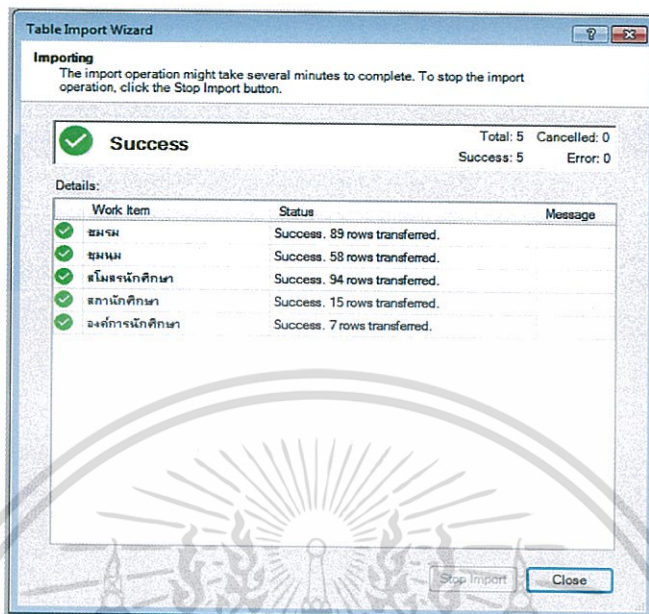 Table Import Wizard
Importing
The import operation might take several minutes to complete. To stop the import
operation, click the Stop Import button.
Success
Total: 5 Cancelled: 0
Success: 5 Error: 0
Details:
Work Item Status Message
ชมรม Success. 89 rows transferred.
ชุมนุม Success. 58 rows transferred.
สโมสรนักศึกษา Success. 94 rows transferred.
สภานักศึกษา Success. 15 rows transferred.
องค์การนักศึกษา Success. 7 rows transferred.
Stop Import Close